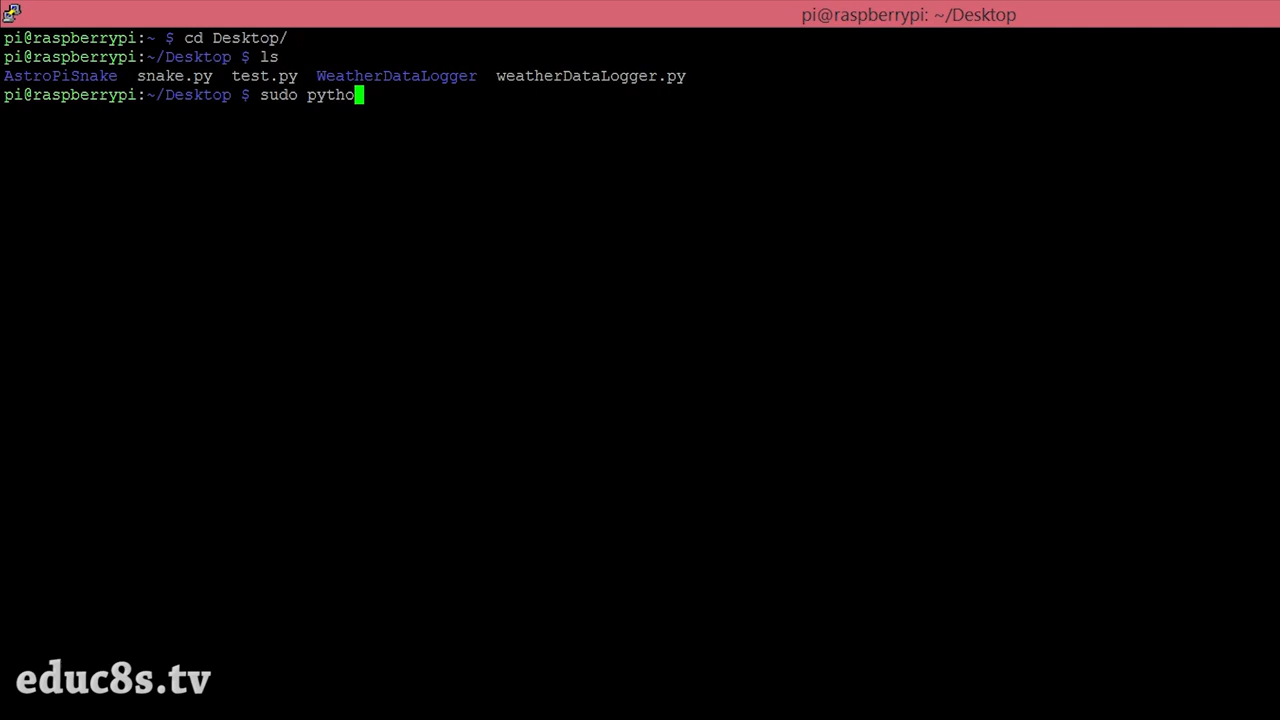 pi@raspberrypi: ~/Desktop
pi@raspberrypi:~ $ cd Desktop/
pi@raspberrypi:~/Desktop $ ls
AstroPiSnake snake.py test.py WeatherDataLogger weatherDataLogger.py
pi@raspberrypi:~/Desktop $ sudo pytho
educ8s.tv